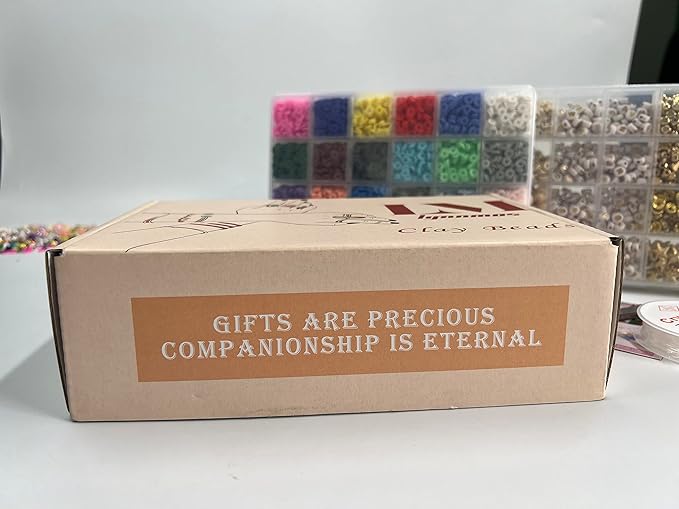 Clay Beads
GIFTS ARE PRECIOUS
COMPANIONSHIP IS ETERNAL